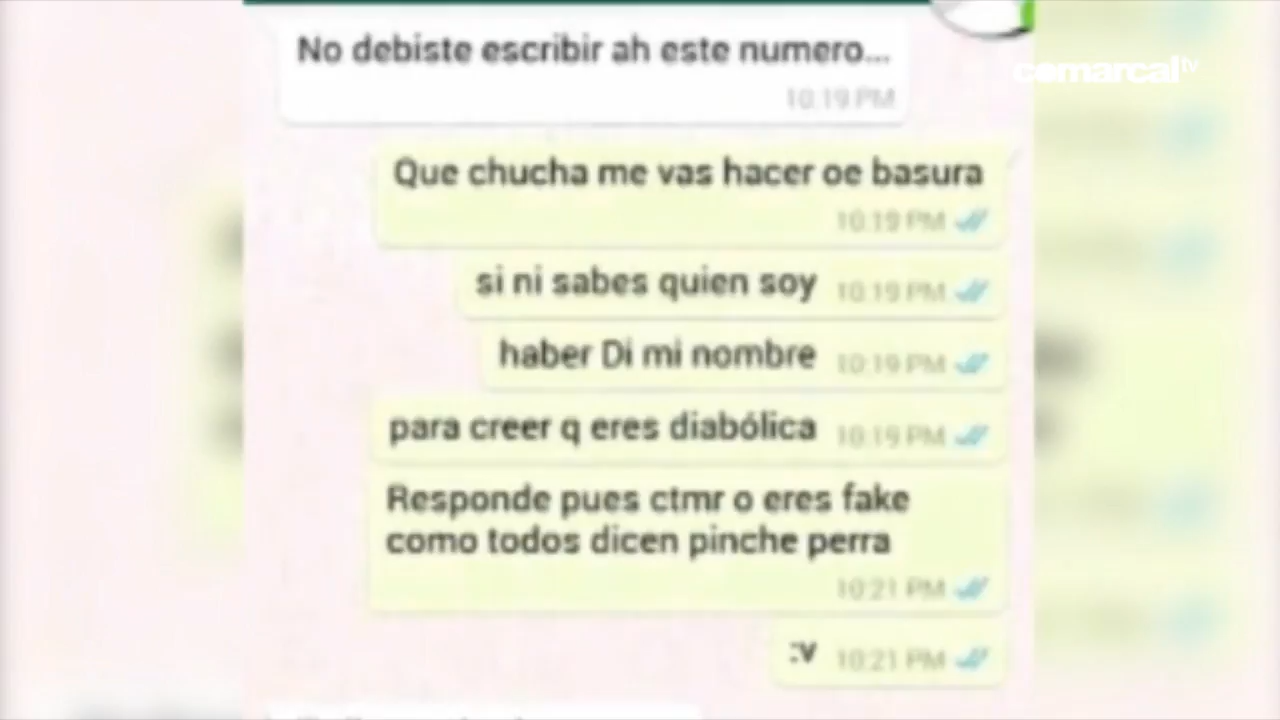 No debiste escribir ah este numero...
10:19 PM
comarcal tv
Que chucha me vas hacer oe basura
10:19 PM
si ni sabes quien soy 10:19 PM
haber Di mi nombre 10:19 PM
para creer q eres diabólica 10:19 PM
Responde pues ctmr o eres fake
como todos dicen pinche perra
10:21 PM
:v 10:21 PM